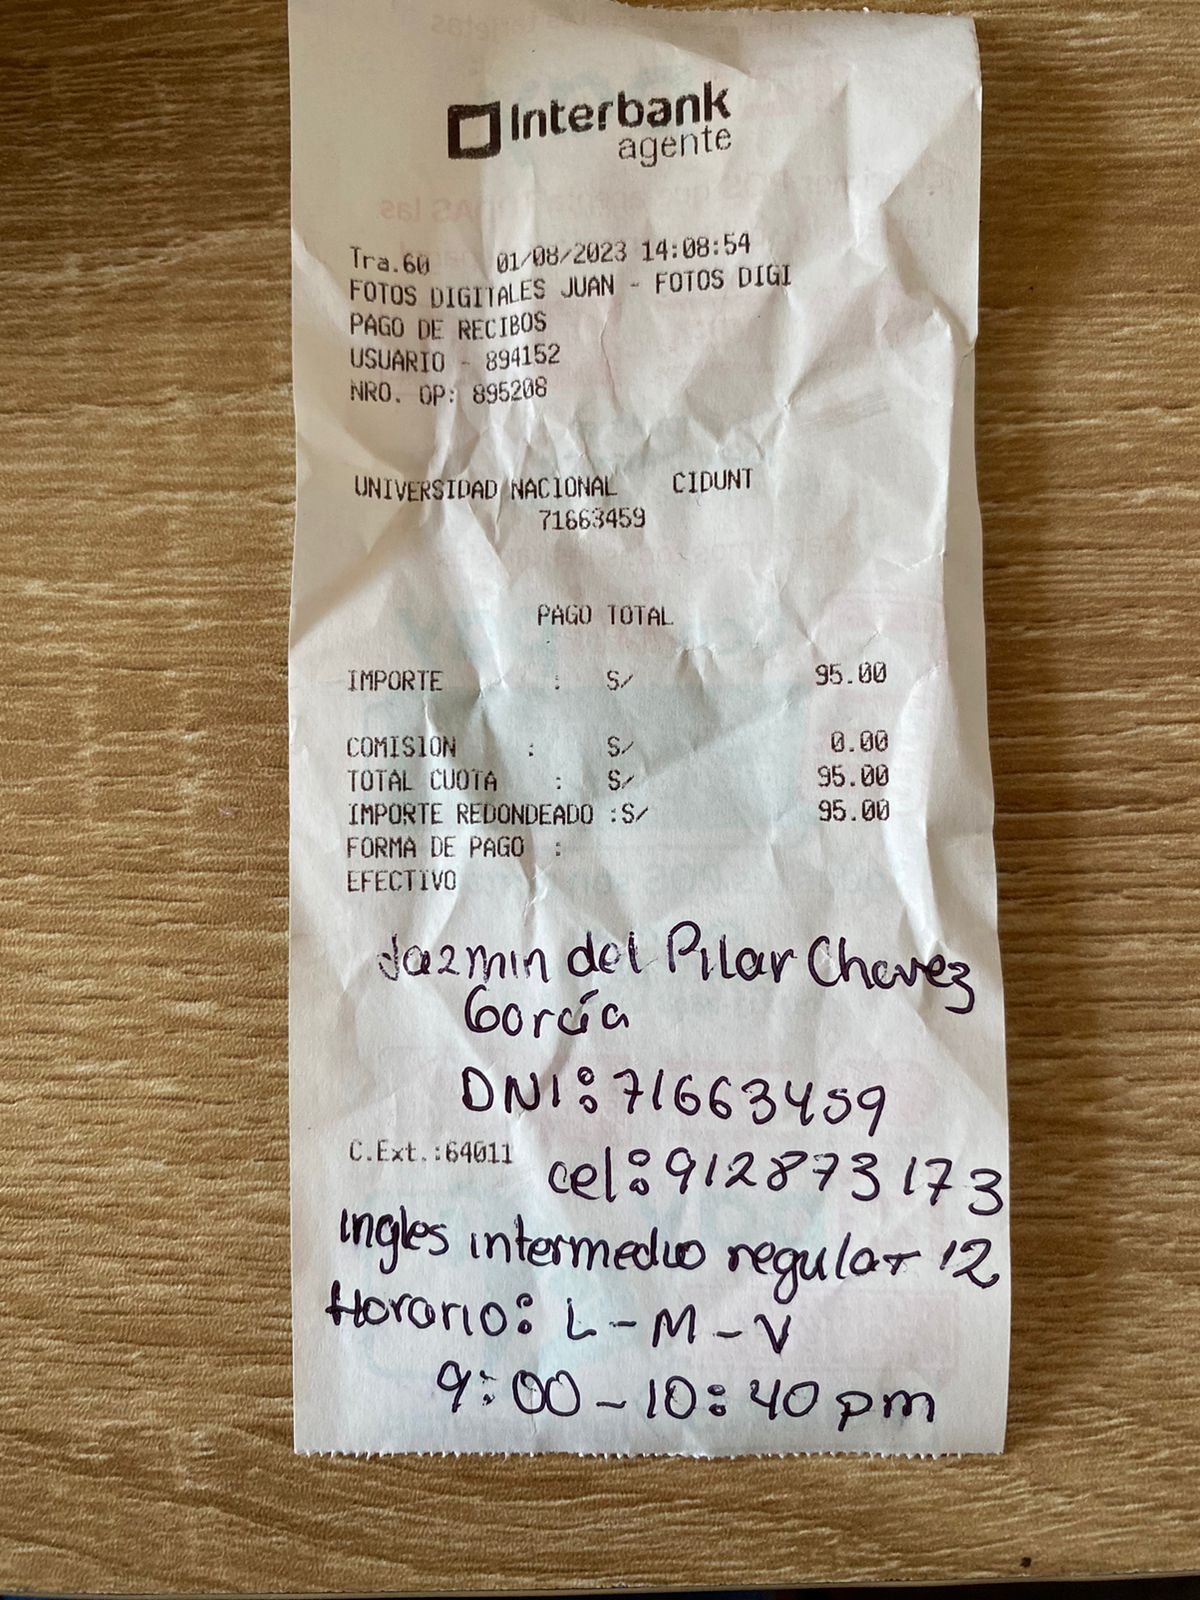 Interbank
agente
Tra.60 01/08/2023 14:08:54
FOTOS DIGITALES JUAN - FOTOS DIGI
PAGO DE RECIBOS
USUARIO - 894152
NRO. OP: 895208
UNIVERSIDAD NACIONAL CIDUNT
71663459
PAGO TOTAL
IMPORTE : S/ 95.00
COMISION : S/ 0.00
TOTAL CUOTA : S/ 95.00
IMPORTE REDONDEADO :S/ 95.00
FORMA DE PAGO :
EFECTIVO
Jazmin del Pilar Chavez
García
DNI: 71663459
C.Ext.:64011
cel: 912873173
Ingles intermedio regular 12
Horario: L - M - V
9:00 - 10:40 pm